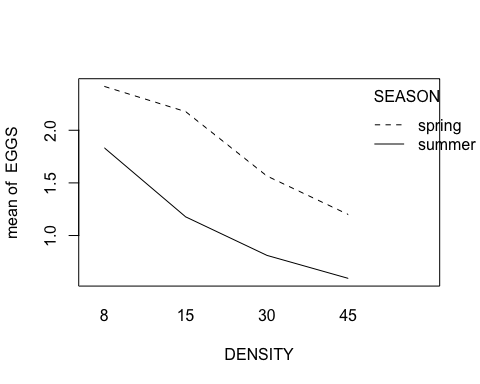 SEASON
spring
summer
mean of EGGS
2.0
1.5
1.0
8 15 30 45
DENSITY